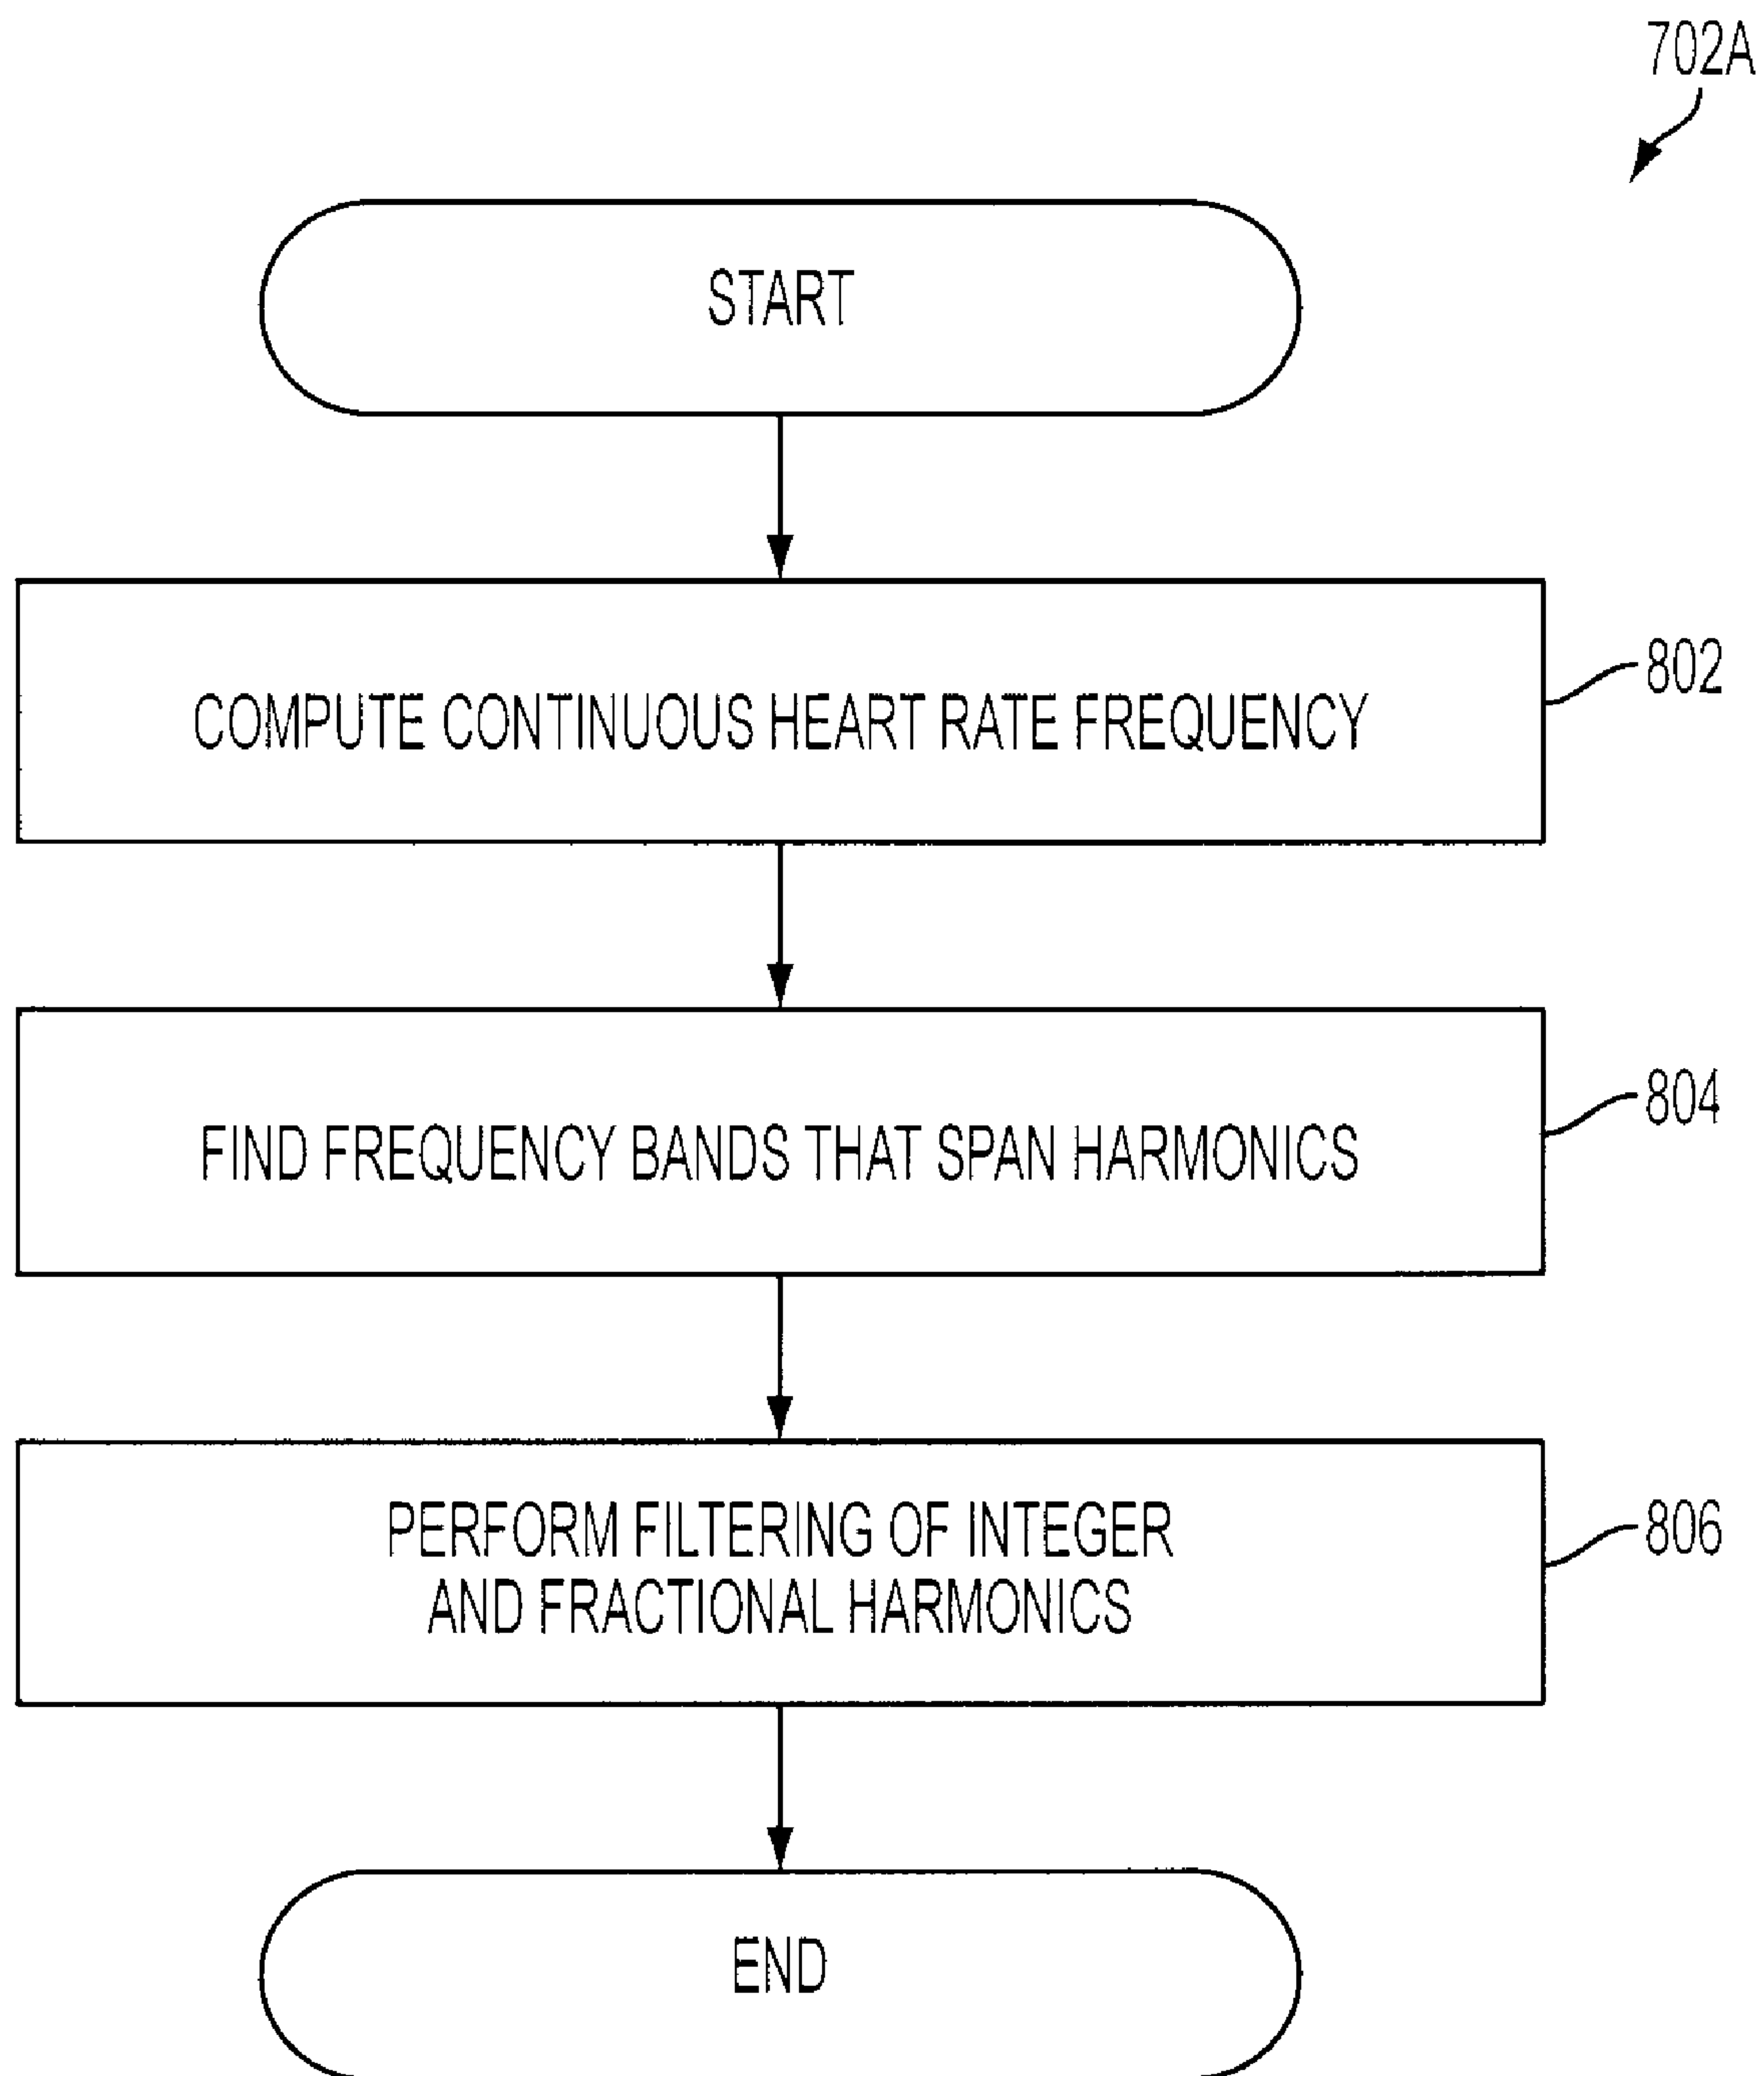 702A
START
COMPUTE CONTINUOUS HEART RATE FREQUENCY
802
FIND FREQUENCY BANDS THAT SPAN HARMONICS
804
PERFORM FILTERING OF INTEGER
AND FRACTIONAL HARMONICS
806
END